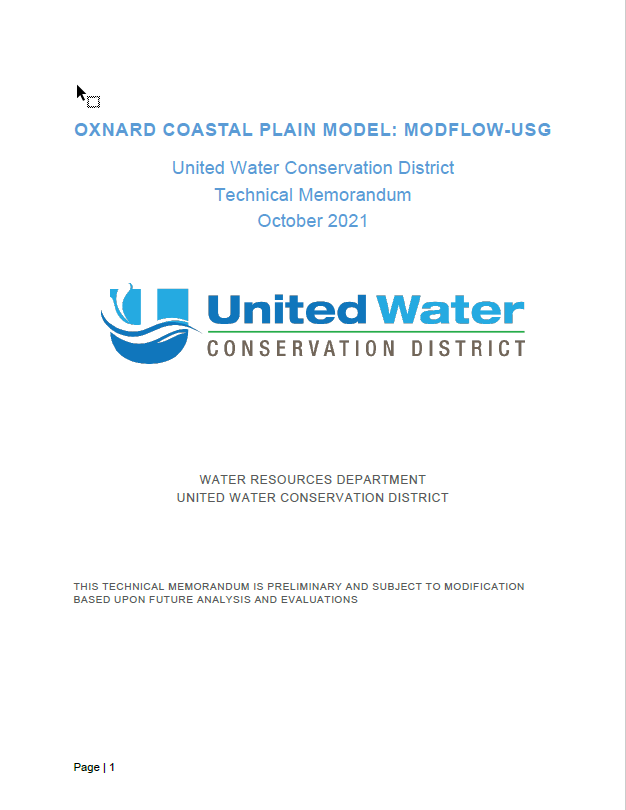 OXNARD COASTAL PLAIN MODEL: MODFLOW-USG
United Water Conservation District
Technical Memorandum
October 2021
United Water
CONSERVATION DISTRICT
WATER RESOURCES DEPARTMENT
UNITED WATER CONSERVATION DISTRICT
THIS TECHNICAL MEMORANDUM IS PRELIMINARY AND SUBJECT TO MODIFICATION
BASED UPON FUTURE ANALYSIS AND EVALUATIONS
Page | 1